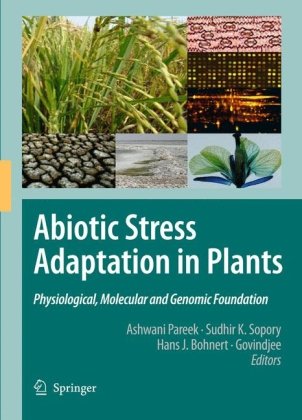 Abiotic Stress
Adaptation in Plants
Physiological, Molecular and Genomic Foundation
Ashwani Pareek · Sudhir K. Sopory
Hans J. Bohnert · Govindjee
Editors
Springer